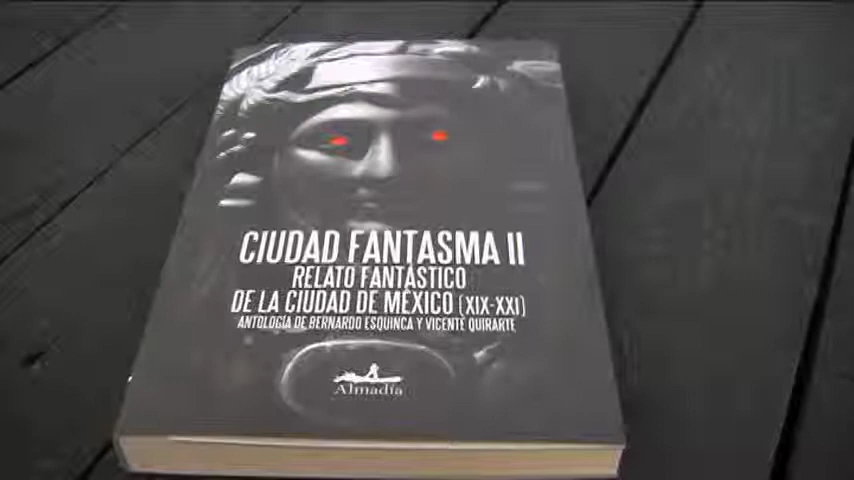 CIUDAD FANTASMA II
RELATO FANTÁSTICO
DE LA CIUDAD DE MÉXICO (XIX-XXI)
ANTOLOGÍA DE BERNARDO ESQUINCA Y VICENTE QUIRARTE
Almadía